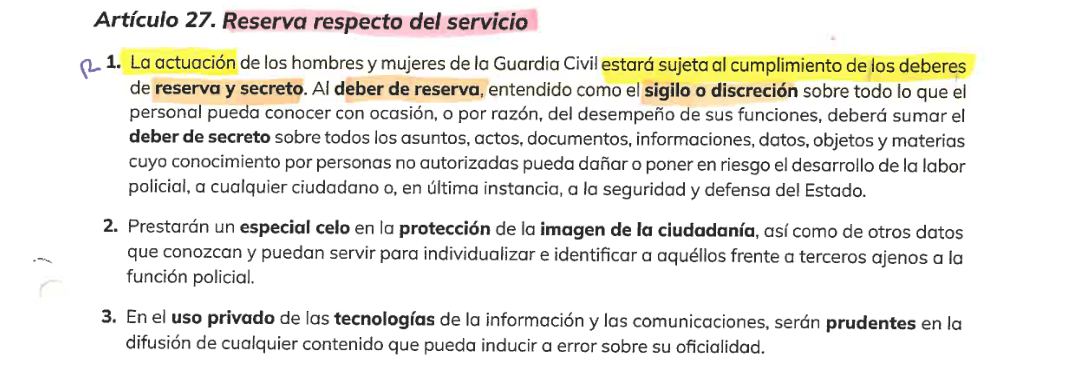 Artículo 27. Reserva respecto del servicio
1. La actuación de los hombres y mujeres de la Guardia Civil estará sujeta al cumplimiento de los deberes
de reserva y secreto. Al deber de reserva, entendido como el sigilo o discreción sobre todo lo que el
personal pueda conocer con ocasión, o por razón, del desempeño de sus funciones, deberá sumar el
deber de secreto sobre todos los asuntos, actos, documentos, informaciones, datos, objetos y materias
cuyo conocimiento por personas no autorizadas pueda dañar o poner en riesgo el desarrollo de la labor
policial, a cualquier ciudadano o, en última instancia, a la seguridad y defensa del Estado.
2. Prestarán un especial celo en la protección de la imagen de la ciudadanía, así como de otros datos
que conozcan y puedan servir para individualizar e identificar a aquéllos frente a terceros ajenos a la
función policial.
3. En el uso privado de las tecnologías de la información y las comunicaciones, serán prudentes en la
difusión de cualquier contenido que pueda inducir a error sobre su oficialidad.